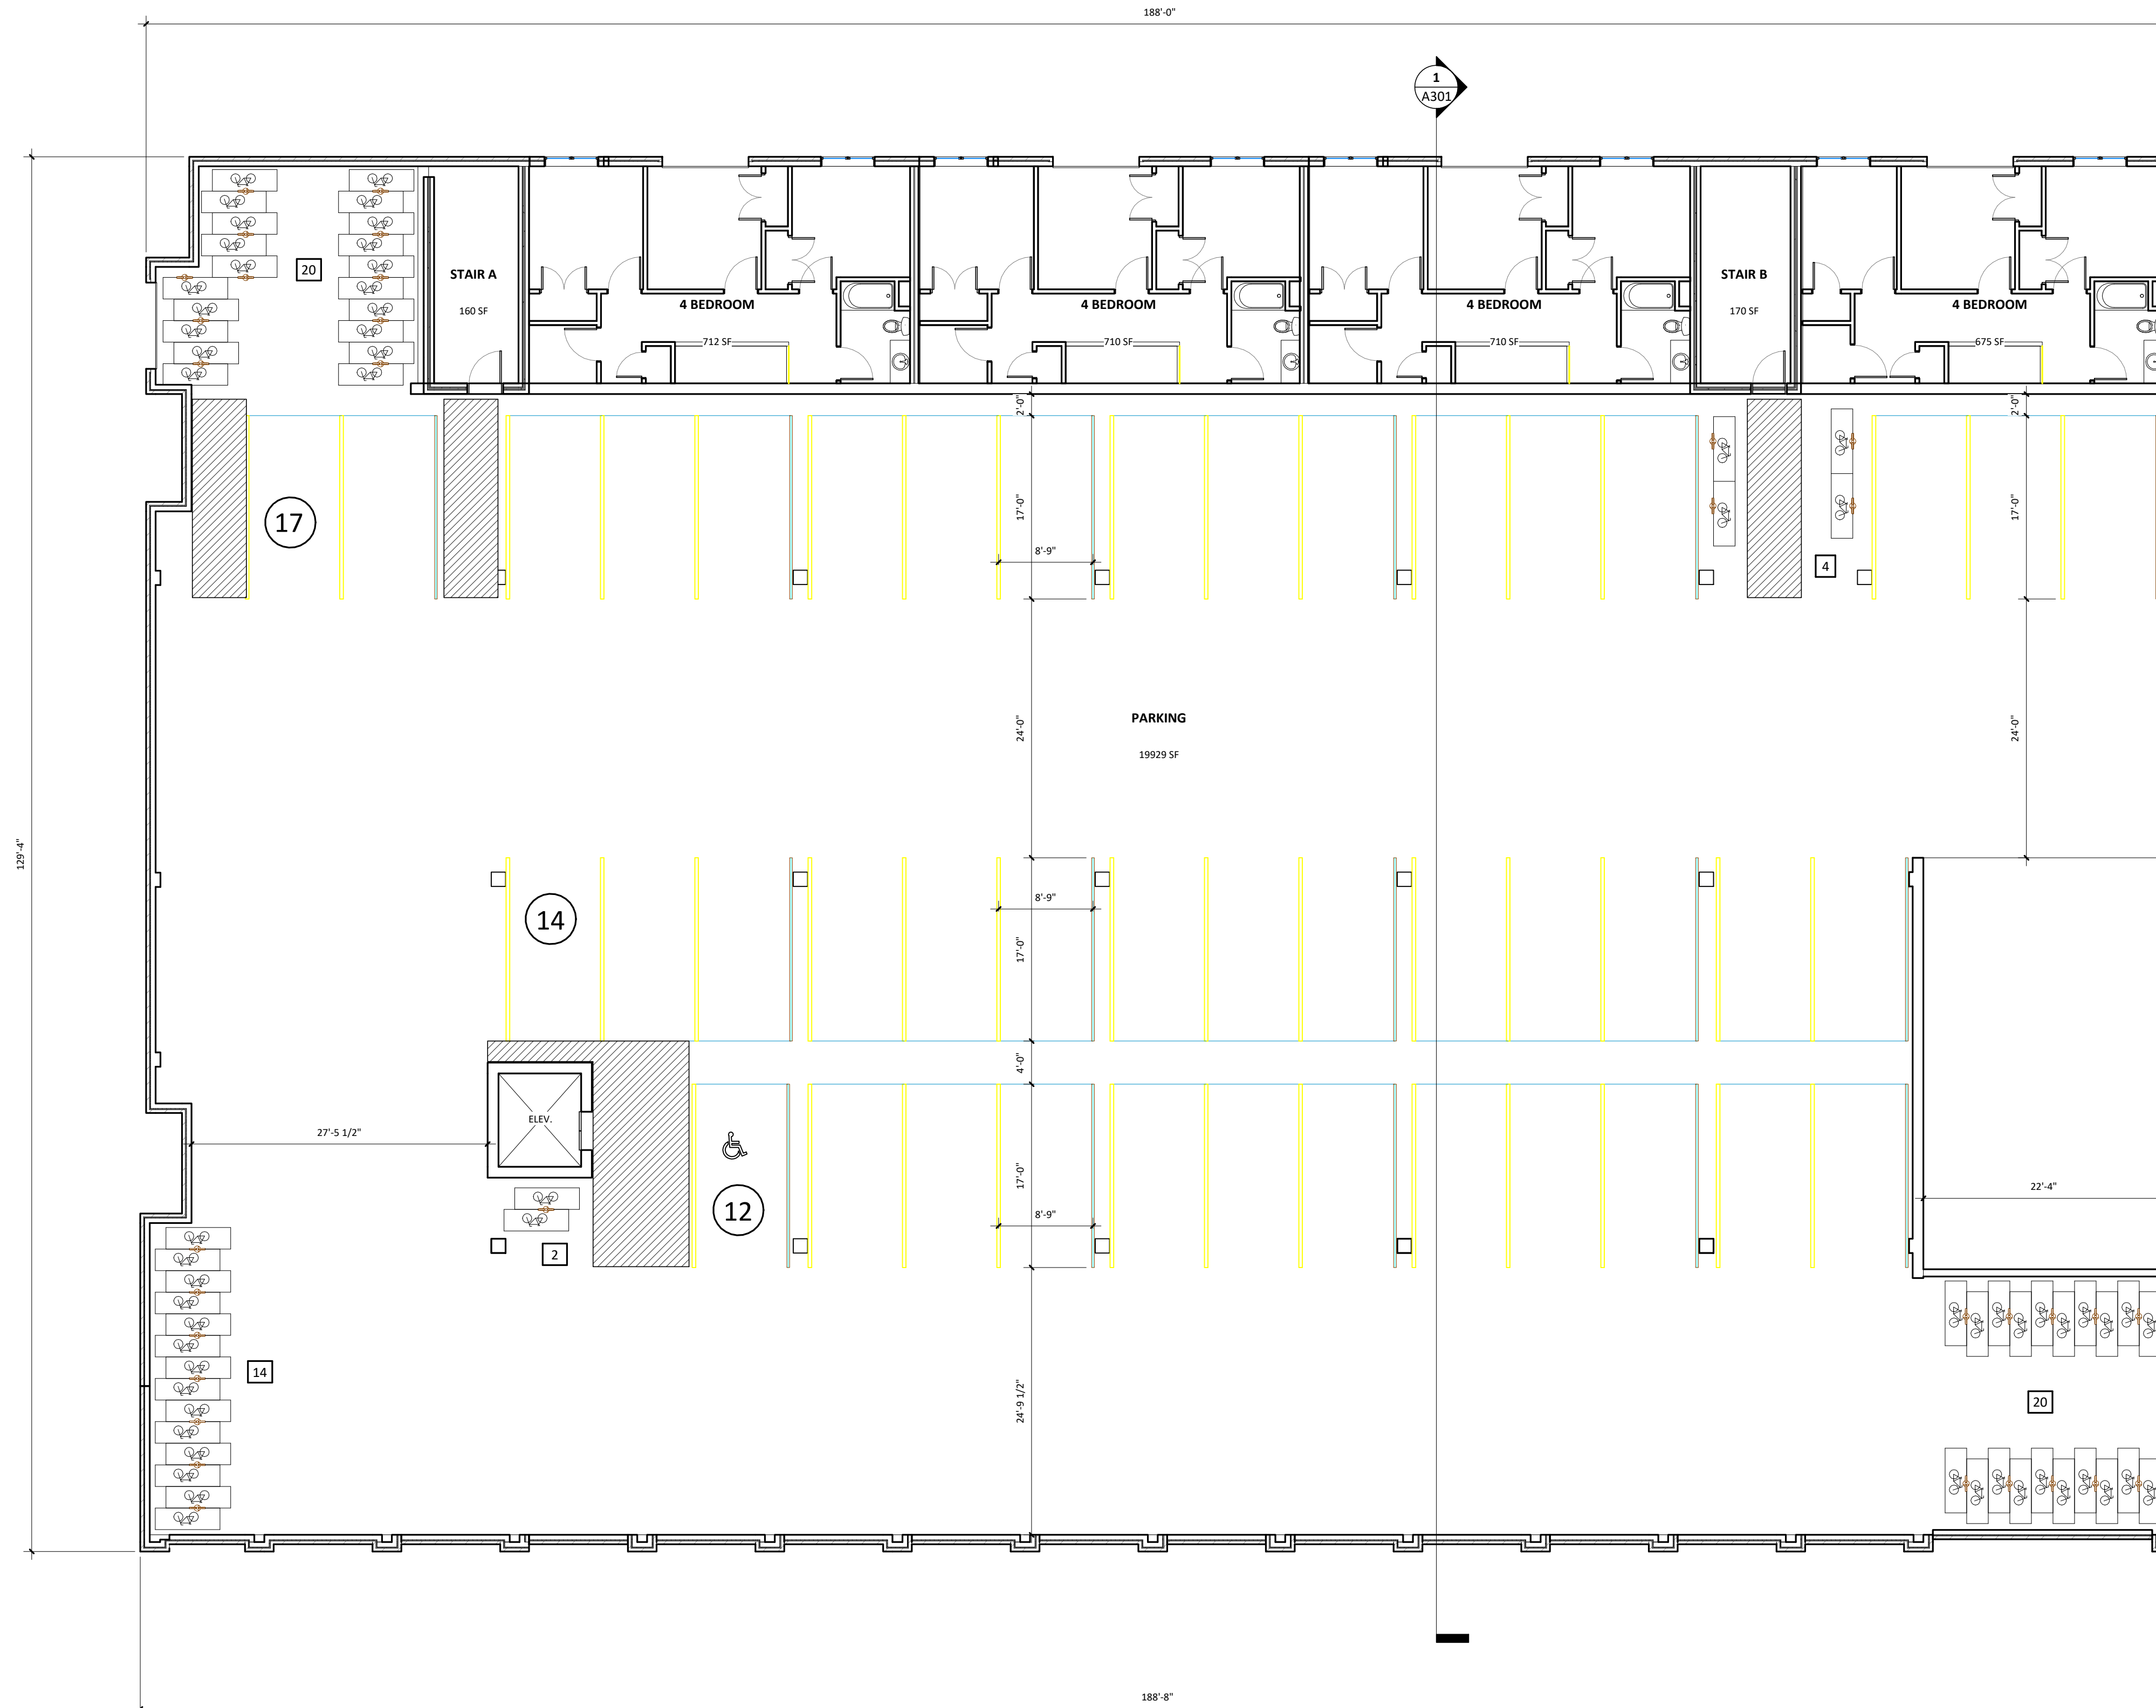 188'-0"
1
A301
20
STAIR A
160 SF
4 BEDROOM
712 SF
4 BEDROOM
710 SF
4 BEDROOM
710 SF
STAIR B
170 SF
4 BEDROOM
675 SF
2'-0"
2'-0"
17
17'-0"
17'-0"
8'-9"
4
PARKING
19929 SF
24'-0"
24'-0"
129'-4"
14
8'-9"
17'-0"
4'-0"
ELEV.
27'-5 1/2"
17'-0"
22'-4"
12
8'-9"
2
14
24'-9 1/2"
20
188'-8"